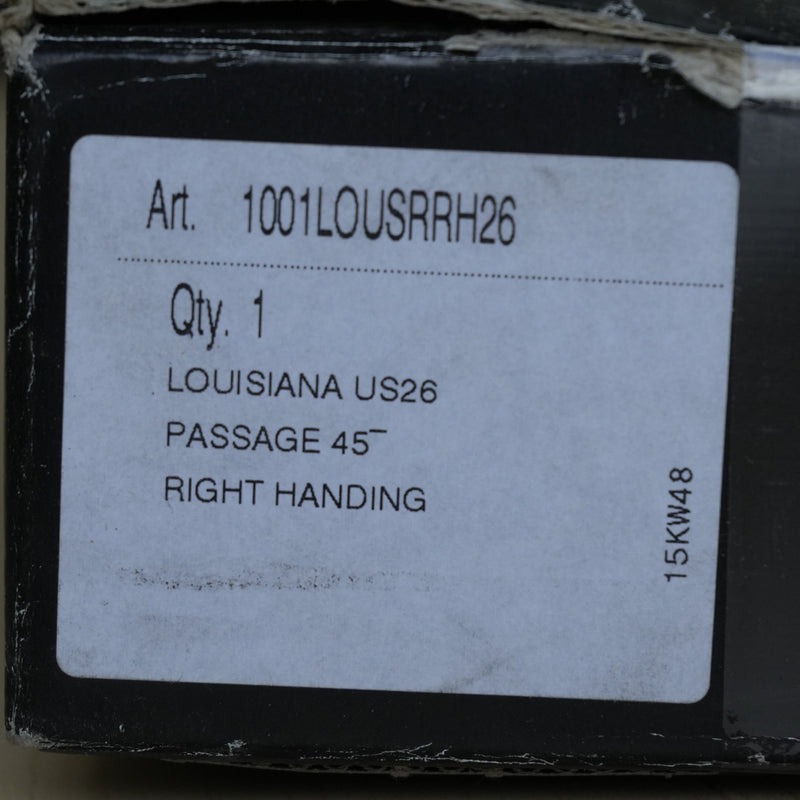 Art. 1001LOUSRRH26
Qty. 1
LOUISIANA US26
PASSAGE 45¯
RIGHT HANDING
15KW48